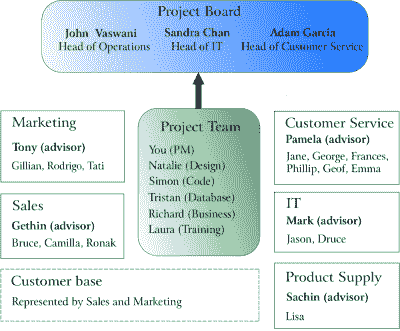 Project Board
John Vaswani
Head of Operations
Sandra Chan
Head of IT
Adam Garcia
Head of Customer Service
Marketing
Tony (advisor)
Gillian, Rodrigo, Tati
Sales
Gethin (advisor)
Bruce, Camilla, Ronak
Customer base
Represented by Sales and Marketing
Project Team
You (PM)
Natalie (Design)
Simon (Code)
Tristan (Database)
Richard (Business)
Laura (Training)
Customer Service
Pamela (advisor)
Jane, George, Frances,
Phillip, Geof, Emma
IT
Mark (advisor)
Jason, Druce
Product Supply
Sachin (advisor)
Lisa